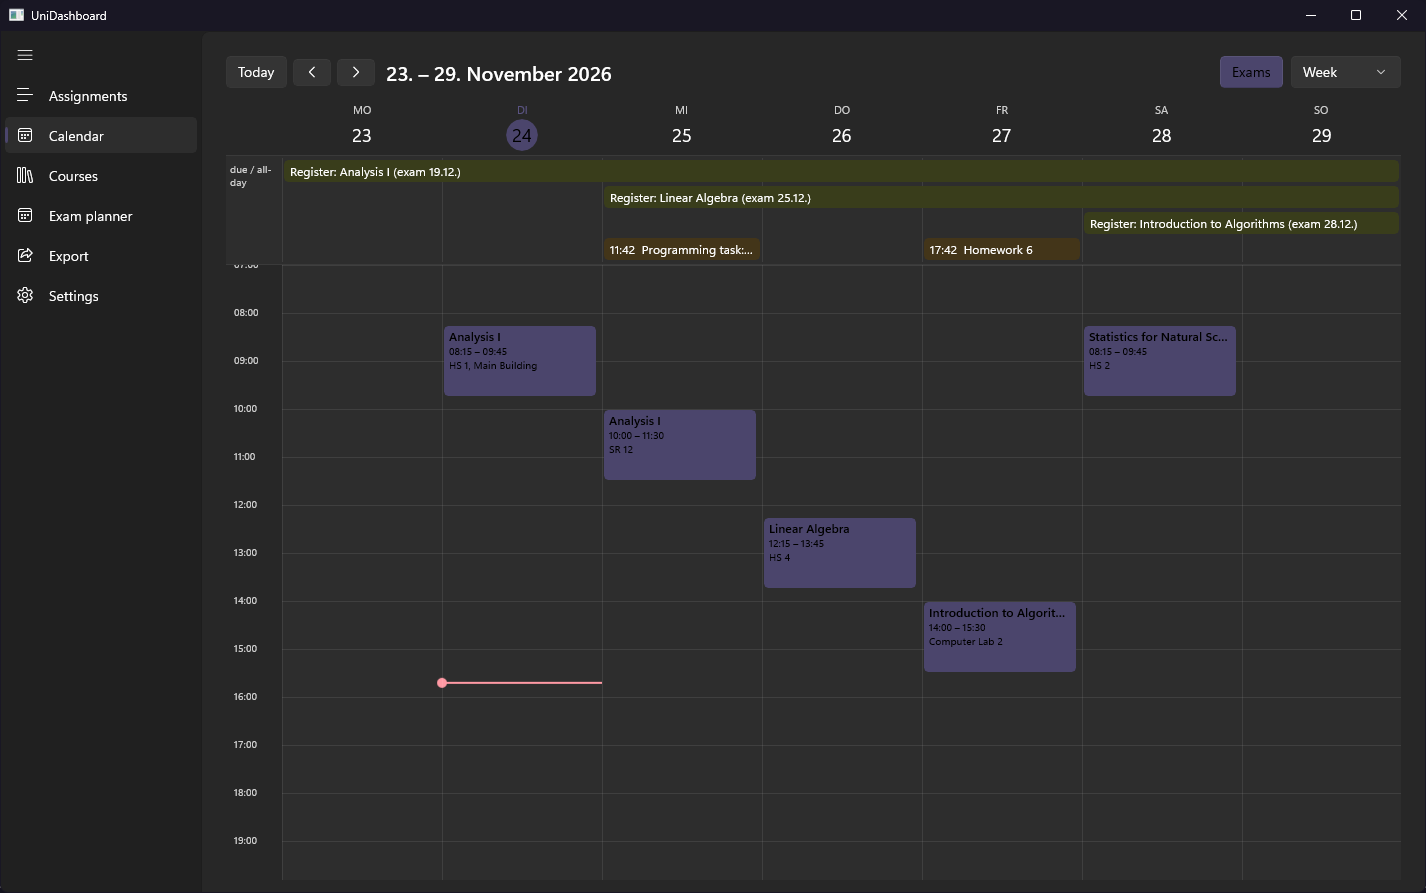 UniDashboard
Assignments
Calendar
Courses
Exam planner
Export
Settings
Today
23. – 29. November 2026
Exams
Week
MO
DI
MI
DO
FR
SA
SO
23
24
25
26
27
28
29
due / all-
day
Register: Analysis I (exam 19.12.)
Register: Linear Algebra (exam 25.12.)
Register: Introduction to Algorithms (exam 28.12.)
11:42 Programming task:...
17:42 Homework 6
07:00
08:00
09:00
10:00
11:00
12:00
13:00
14:00
15:00
16:00
17:00
18:00
19:00
Analysis I
08:15 – 09:45
HS 1, Main Building
Analysis I
10:00 – 11:30
SR 12
Linear Algebra
12:15 – 13:45
HS 4
Introduction to Algorit...
14:00 – 15:30
Computer Lab 2
Statistics for Natural Sc...
08:15 – 09:45
HS 2